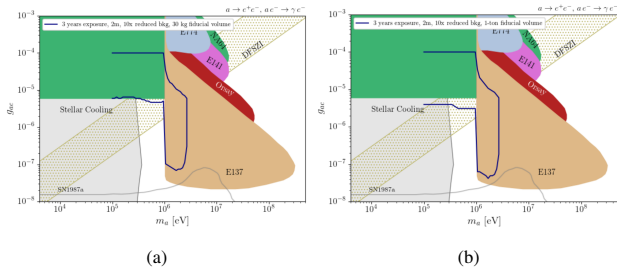 a → e⁺e⁻, a e⁻ → γ e⁻
3 years exposure, 2m, 10x reduced bkg, 30 kg fiducial volume
E774
NA64
DFSZI
E141
Orsay
Stellar Cooling
E137
SN1987a
10⁻³
10⁻⁴
10⁻⁵
10⁻⁶
10⁻⁷
10⁻⁸
g_ae
10⁴ 10⁵ 10⁶ 10⁷ 10⁸
m_a [eV]
(a)
a → e⁺e⁻, a e⁻ → γ e⁻
3 years exposure, 2m, 10x reduced bkg, 1-ton fiducial volume
E774
NA64
DFSZI
E141
Orsay
Stellar Cooling
E137
SN1987a
10⁻³
10⁻⁴
10⁻⁵
10⁻⁶
10⁻⁷
10⁻⁸
g_ae
10⁴ 10⁵ 10⁶ 10⁷ 10⁸
m_a [eV]
(b)